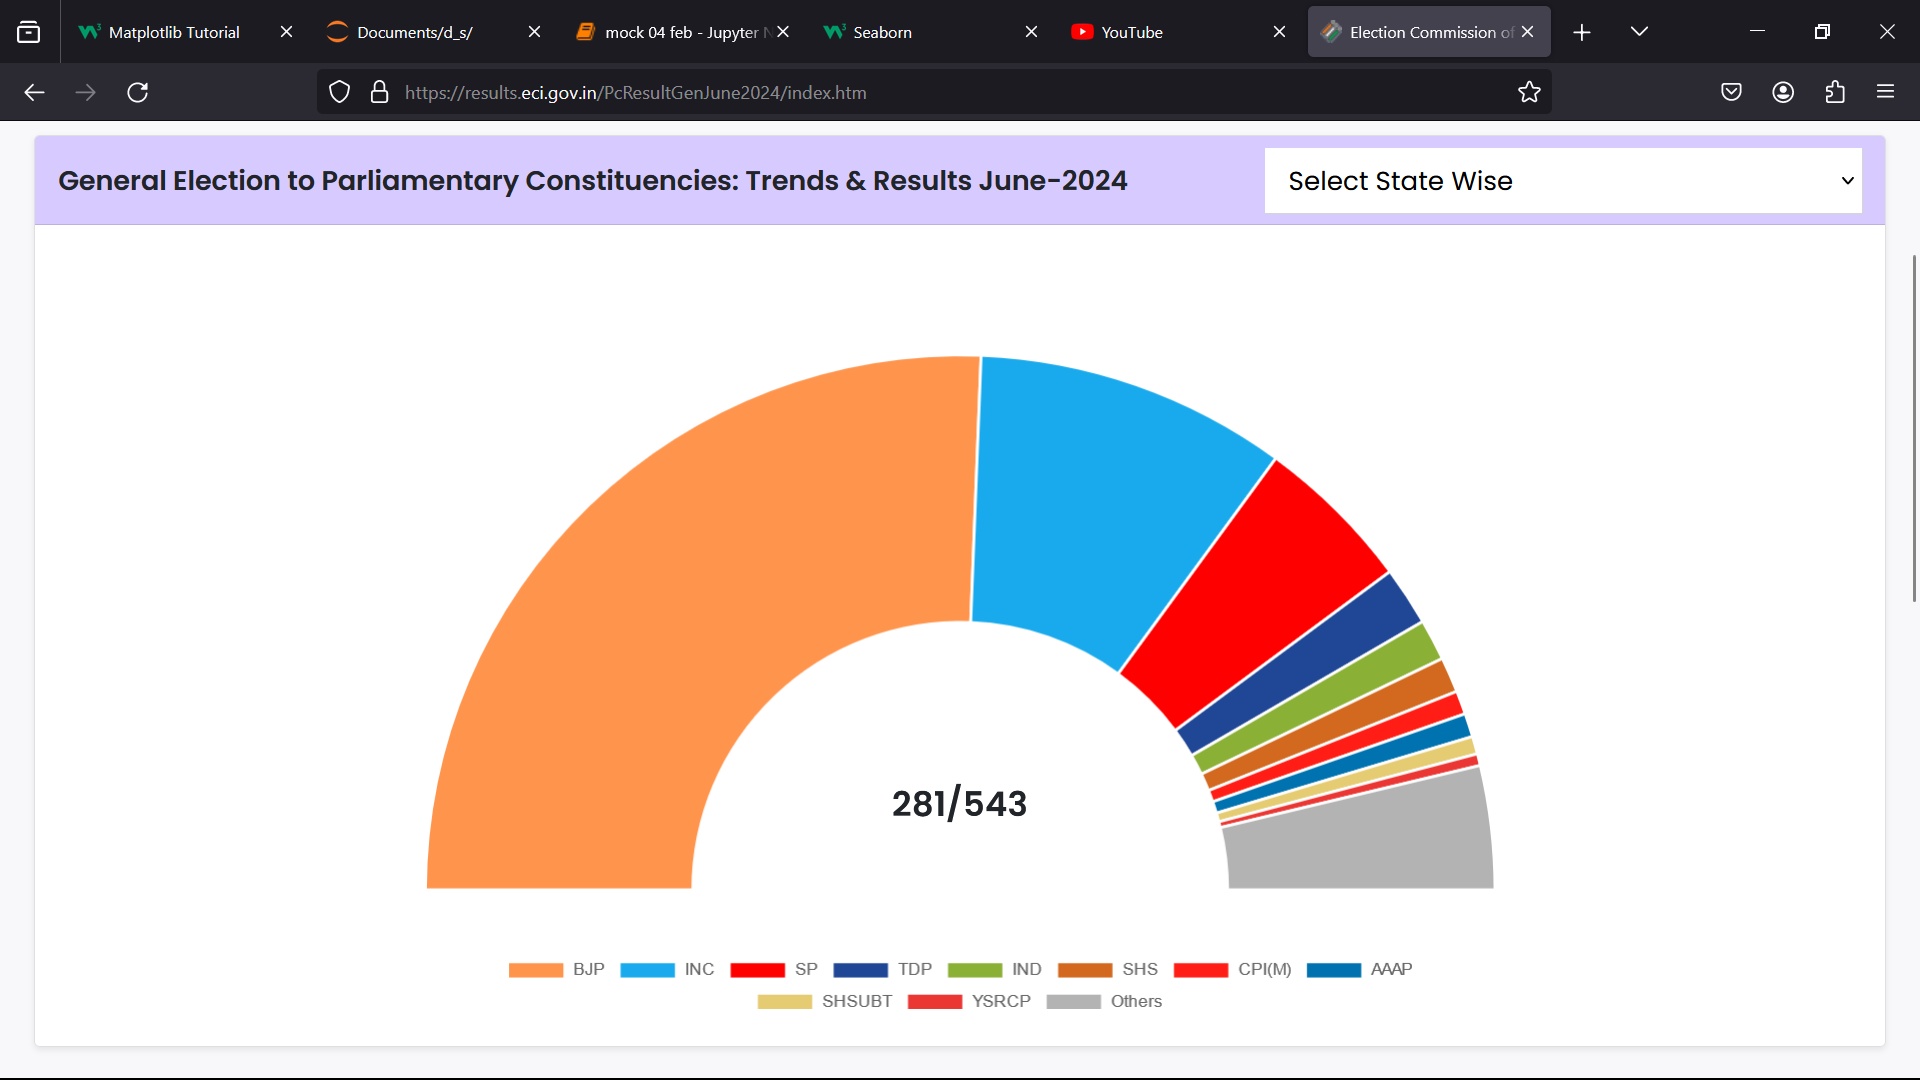 Matplotlib Tutorial
Documents/d_s/
mock 04 feb - Jupyter N
Seaborn
YouTube
Election Commission of
https://results.eci.gov.in/PcResultGenJune2024/index.htm
General Election to Parliamentary Constituencies: Trends & Results June-2024
Select State Wise
281/543
BJP INC SP TDP IND SHS CPI(M) AAAP
SHSUBT YSRCP Others